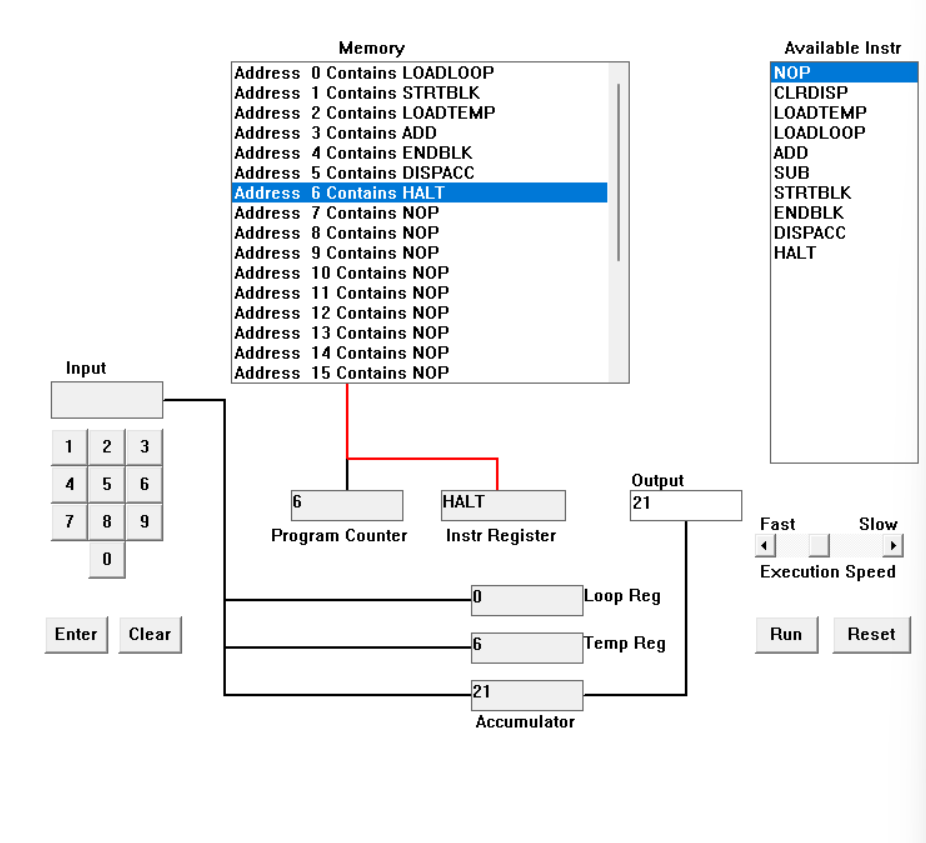 Memory
Address 0 Contains LOADLOOP
Address 1 Contains STRTBLK
Address 2 Contains LOADTEMP
Address 3 Contains ADD
Address 4 Contains ENDBLK
Address 5 Contains DISPACC
Address 6 Contains HALT
Address 7 Contains NOP
Address 8 Contains NOP
Address 9 Contains NOP
Address 10 Contains NOP
Address 11 Contains NOP
Address 12 Contains NOP
Address 13 Contains NOP
Address 14 Contains NOP
Address 15 Contains NOP
Available Instr
NOP
CLRDISP
LOADTEMP
LOADLOOP
ADD
SUB
STRTBLK
ENDBLK
DISPACC
HALT
Input
1 2 3
4 5 6
7 8 9
0
Enter Clear
6
Program Counter
HALT
Instr Register
Output
21
Fast Slow
Execution Speed
Run Reset
0 Loop Reg
6 Temp Reg
21
Accumulator